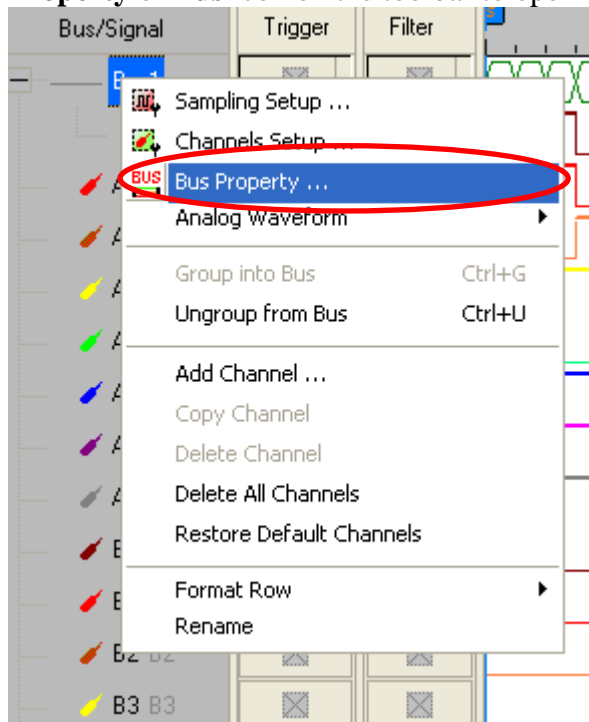 Bus/Signal Trigger Filter
Sampling Setup ...
Channels Setup ...
BUS Bus Property ...
Analog Waveform
Group into Bus Ctrl+G
Ungroup from Bus Ctrl+U
Add Channel ...
Copy Channel
Delete Channel
Delete All Channels
Restore Default Channels
Format Row
Rename
B2 B2
B3 B3